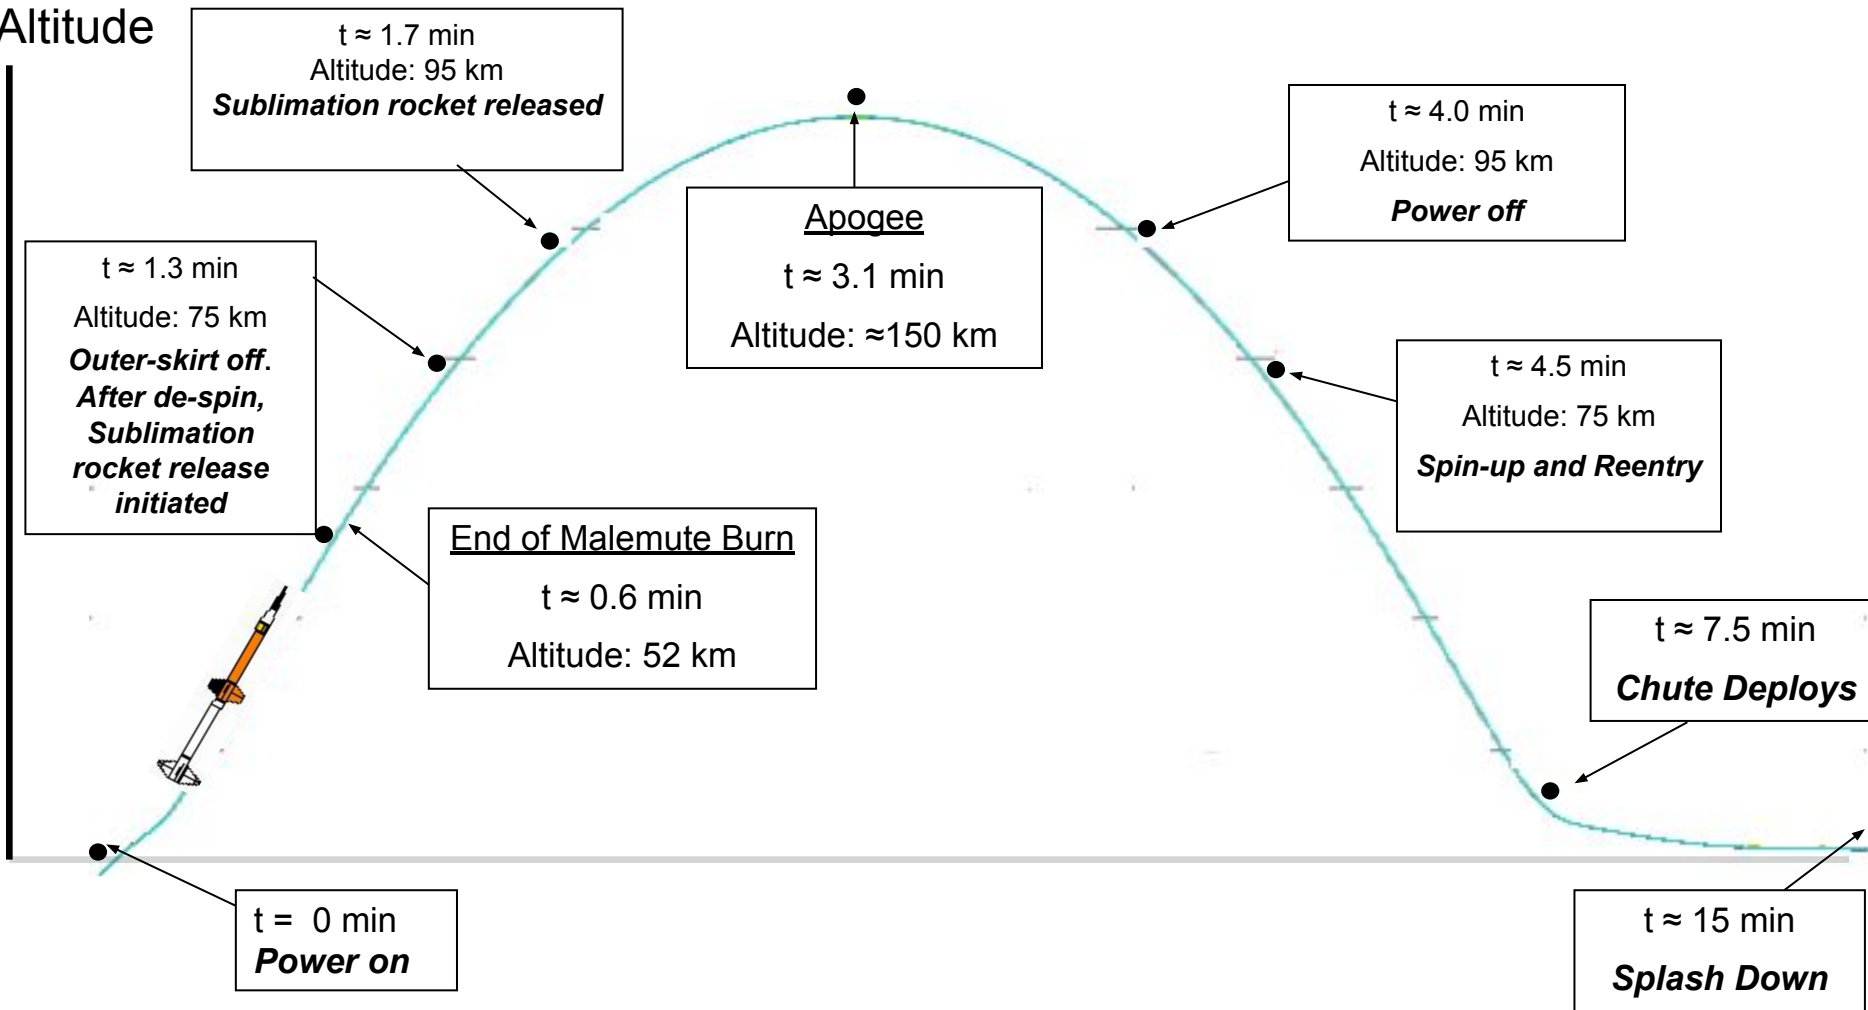 Altitude
t ≈ 1.7 min
Altitude: 95 km
Sublimation rocket released
t ≈ 4.0 min
Altitude: 95 km
Power off
Apogee
t ≈ 3.1 min
Altitude: ≈150 km
t ≈ 1.3 min
Altitude: 75 km
Outer-skirt off.
After de-spin,
Sublimation
rocket release
initiated
t ≈ 4.5 min
Altitude: 75 km
Spin-up and Reentry
End of Malemute Burn
t ≈ 0.6 min
Altitude: 52 km
t ≈ 7.5 min
Chute Deploys
t = 0 min
Power on
t ≈ 15 min
Splash Down